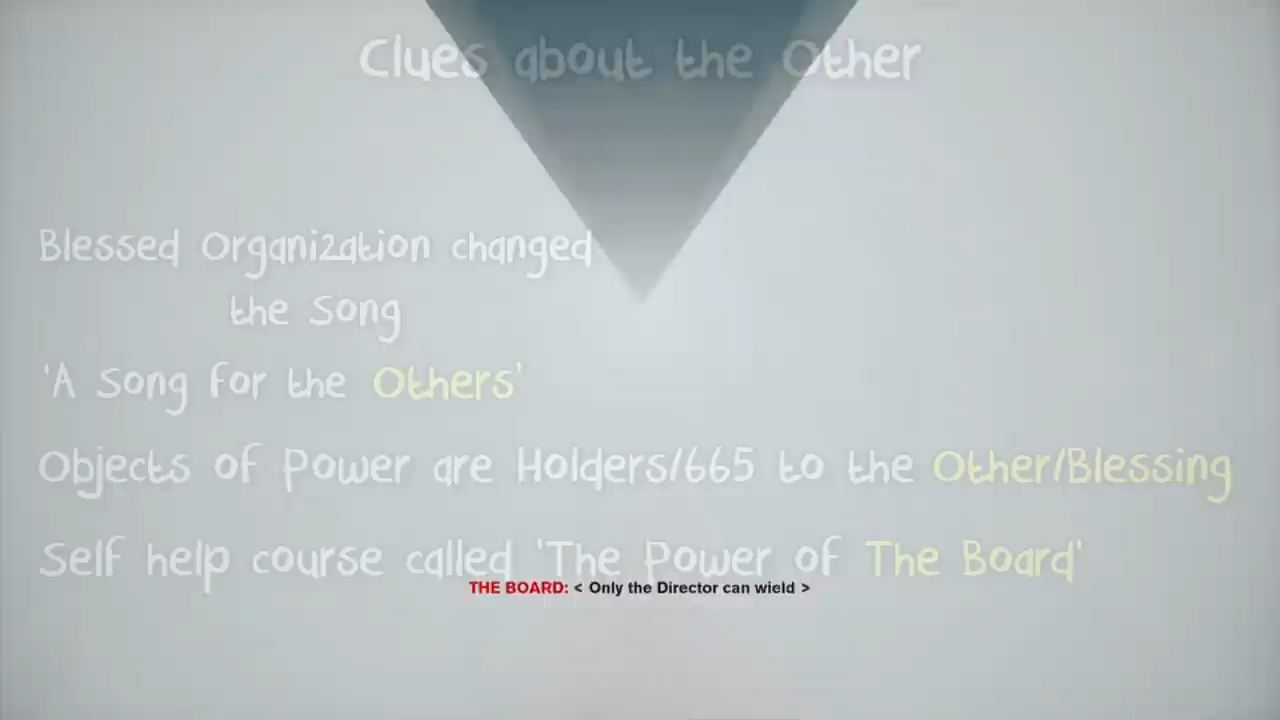 Clues about the Other
Blessed Organization changed
the Song
'A Song for the Others'
Objects of Power are Holders/665 to the Other/Blessing
Self help course called 'The Power of The Board'
THE BOARD: < Only the Director can wield >